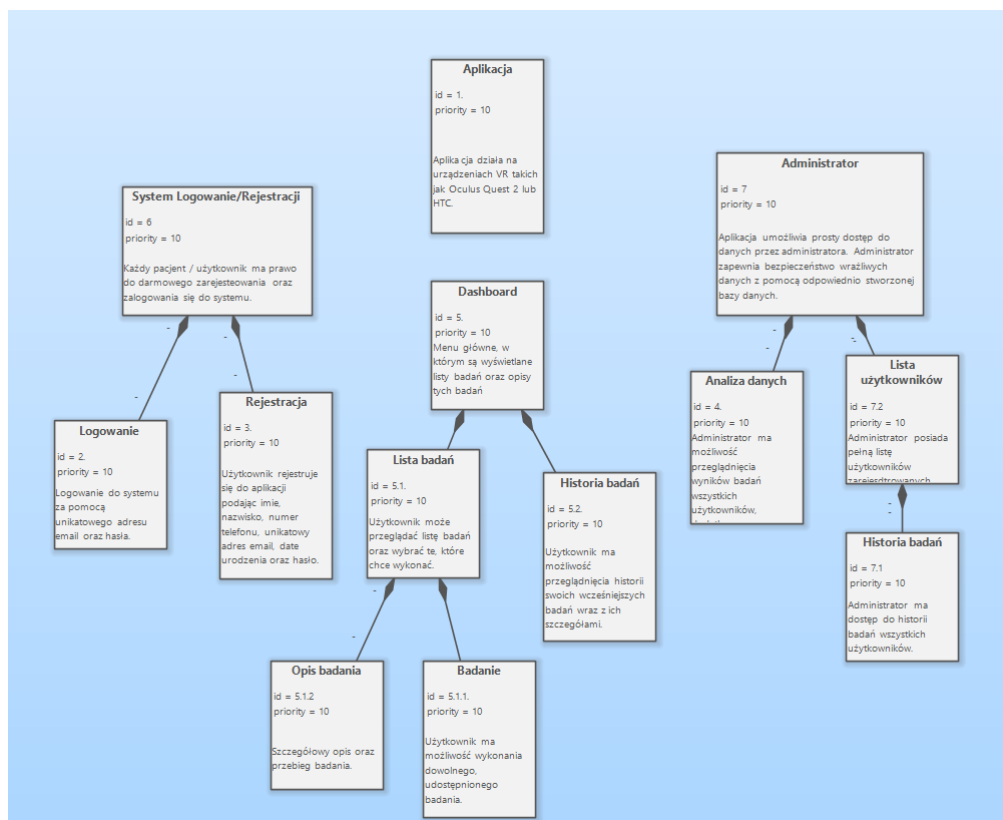 Aplikacja
id = 1.
priority = 10
Aplikacja działa na
urządzeniach VR takich
jak Oculus Quest 2 lub
HTC.
System Logowanie/Rejestracji
id = 6
priority = 10
Każdy pacjent / użytkownik ma prawo
do darmowego zarejesteowania oraz
zalogowania się do systemu.
Administrator
id = 7
priority = 10
Aplikacja umożliwia prosty dostęp do
danych przez administratora. Administrator
zapewnia bezpieczeństwo wrażliwych
danych z pomocą odpowiednio stworzonej
bazy danych.
Dashboard
id = 5.
priority = 10
Menu główne, w
którym są wyświetlane
listy badań oraz opisy
tych badań
Logowanie
id = 2.
priority = 10
Logowanie do systemu
za pomocą
unikatowego adresu
email oraz hasła.
Rejestracja
id = 3.
priority = 10
Użytkownik rejestruje
się do aplikacji
podając imie,
nazwisko, numer
telefonu, unikatowy
adres email, date
urodzenia oraz hasło.
Analiza danych
id = 4.
priority = 10
Administrator ma
możliwość
przeglądnięcia
wyników badań
wszystkich
użytkowników,
Lista
użytkowników
id = 7.2
priority = 10
Administrator posiada
pełną listę
użytkowników
zarejesdtrowanych
Lista badań
id = 5.1.
priority = 10
Użytkownik może
przeglądać listę badań
oraz wybrać te, które
chce wykonać.
Historia badań
id = 5.2.
priority = 10
Użytkownik ma
możliwość
przeglądnięcia historii
swoich wcześniejszych
badań wraz z ich
szczegółami.
Historia badań
id = 7.1
priority = 10
Administrator ma
dostęp do historii
badań wszystkich
użytkowników.
Opis badania
id = 5.1.2
priority = 10
Szczegółowy opis oraz
przebieg badania.
Badanie
id = 5.1.1.
priority = 10
Użytkownik ma
możliwość wykonania
dowolnego,
udostępnionego
badania.